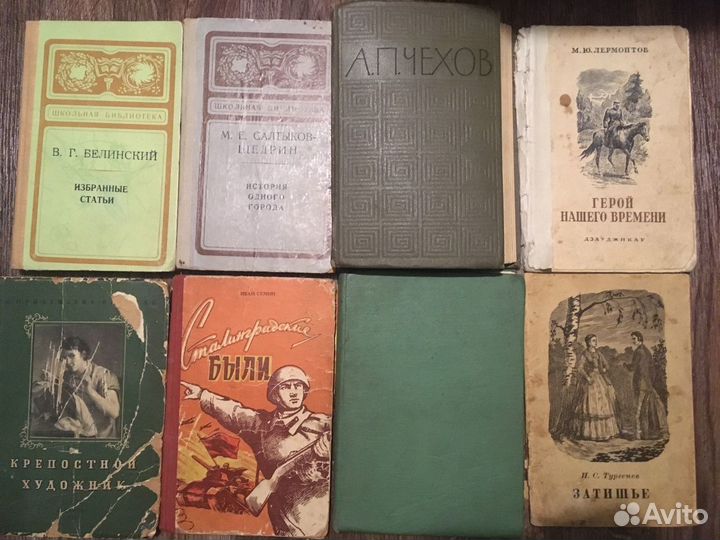 ШКОЛЬНАЯ БИБЛИОТЕКА
В. Г. БЕЛИНСКИЙ
ИЗБРАННЫЕ
СТАТЬИ
ШКОЛЬНАЯ БИБЛИОТЕКА
М. Е. САЛТЫКОВ-
ЩЕДРИН
ИСТОРИЯ
ОДНОГО
ГОРОДА
А.П.ЧЕХОВ
М. Ю. ЛЕРМОНТОВ
ГЕРОЙ
НАШЕГО ВРЕМЕНИ
ДЗАУДЖИКАУ
КРЕПОСТНОЙ
ХУДОЖНИК
ИВАН СЕМИН
Сталинградские
БЫЛИ
И. С. Тургенев
ЗАТИШЬЕ
Avito